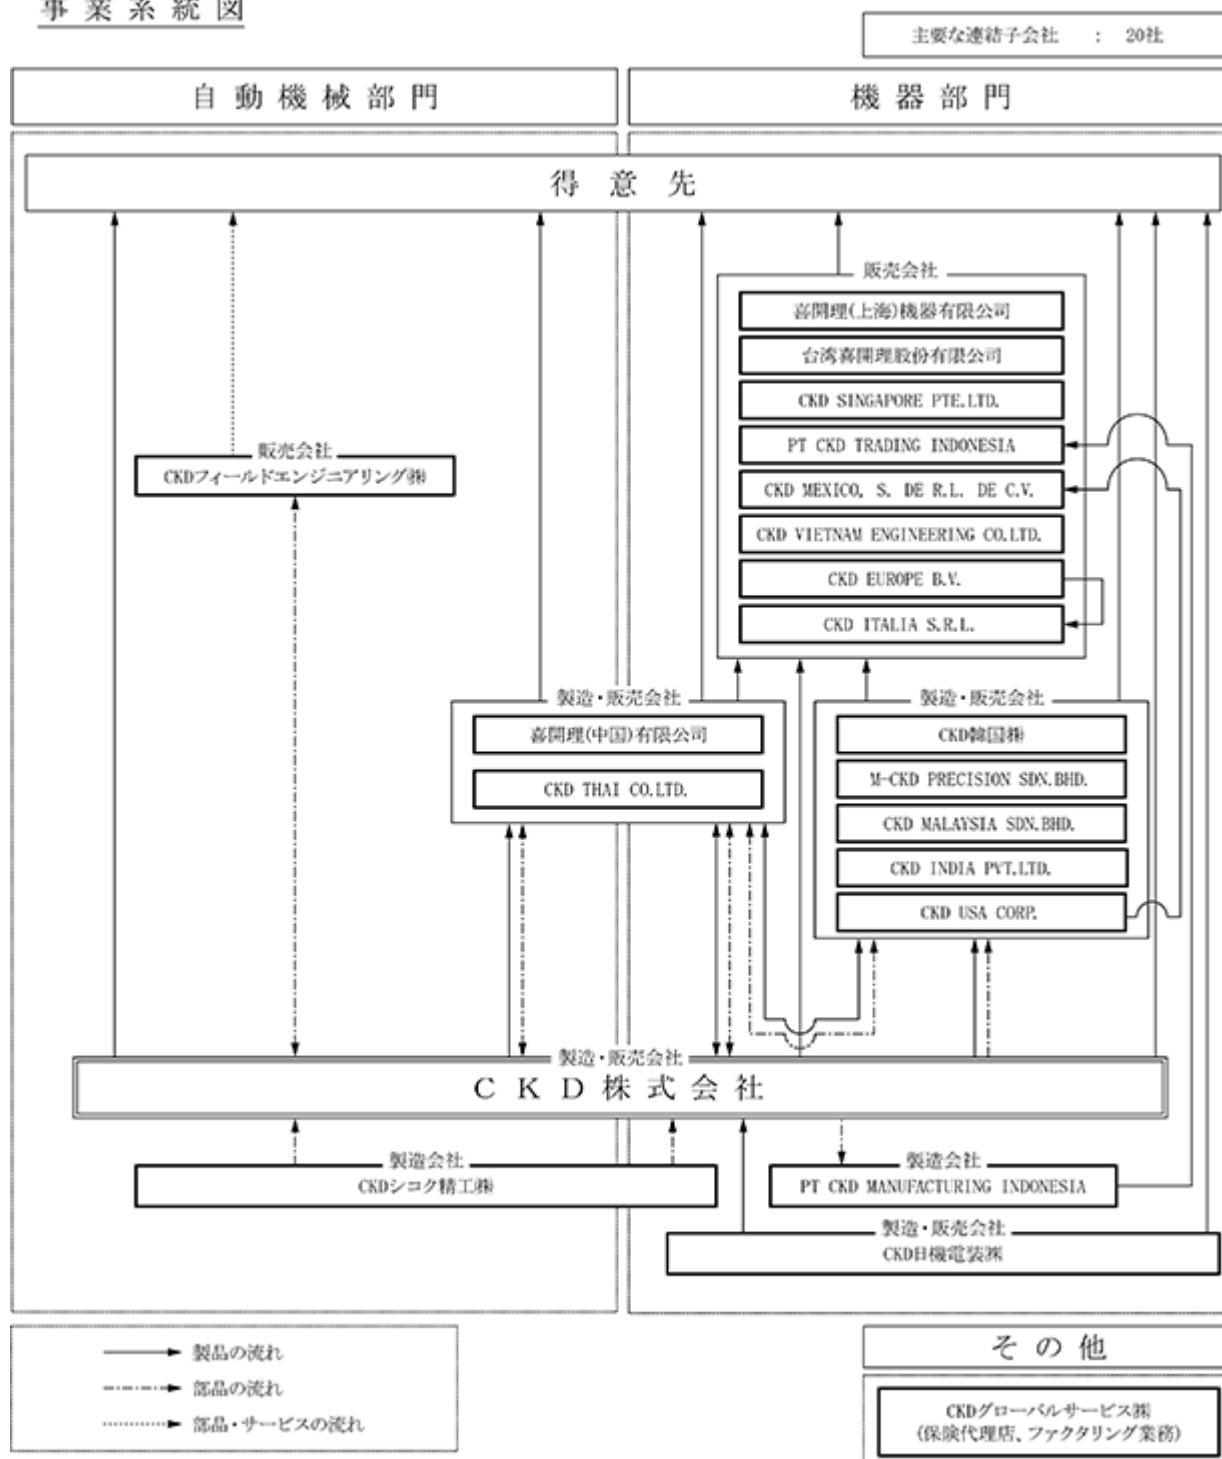 事業系統図
主要な連結子会社 : 20社
自動機械部門
機器部門
得意先
販売会社
喜開理(上海)機器有限公司
台湾喜開理股份有限公司
CKD SINGAPORE PTE.LTD.
PT CKD TRADING INDONESIA
CKD MEXICO, S. DE R.L. DE C.V.
CKD VIETNAM ENGINEERING CO.LTD.
CKD EUROPE B.V.
CKD ITALIA S.R.L.
販売会社
CKDフィールドエンジニアリング㈱
製造・販売会社
喜開理(中国)有限公司
CKD THAI CO.LTD.
製造・販売会社
CKD韓国㈱
M-CKD PRECISION SDN.BHD.
CKD MALAYSIA SDN.BHD.
CKD INDIA PVT.LTD.
CKD USA CORP.
製造・販売会社
CKD株式会社
製造会社
CKDシコク精工㈱
製造会社
PT CKD MANUFACTURING INDONESIA
製造・販売会社
CKD日機電装㈱
製品の流れ
部品の流れ
部品・サービスの流れ
その他
CKDグローバルサービス㈱
(保険代理店、ファクタリング業務)